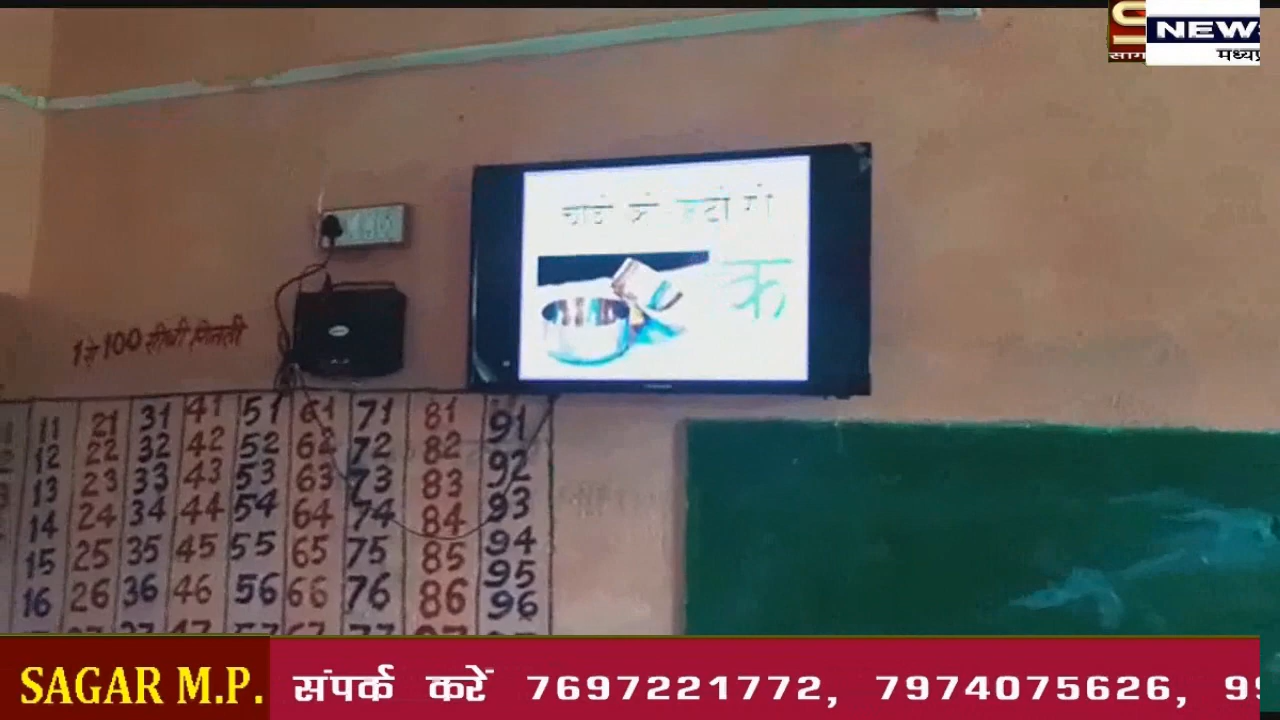 NEWS
चांदी की कटोरी
क
1 से 100 सीधी गिनती
11 21 31 41 51 61 71 81 91
12 22 32 42 52 62 72 82 92
13 23 33 43 53 63 73 83 93
14 24 34 44 54 64 74 84 94
15 25 35 45 55 65 75 85 95
16 26 36 46 56 66 76 86 96
SAGAR M.P. संपर्क करें 7697221772, 7974075626,